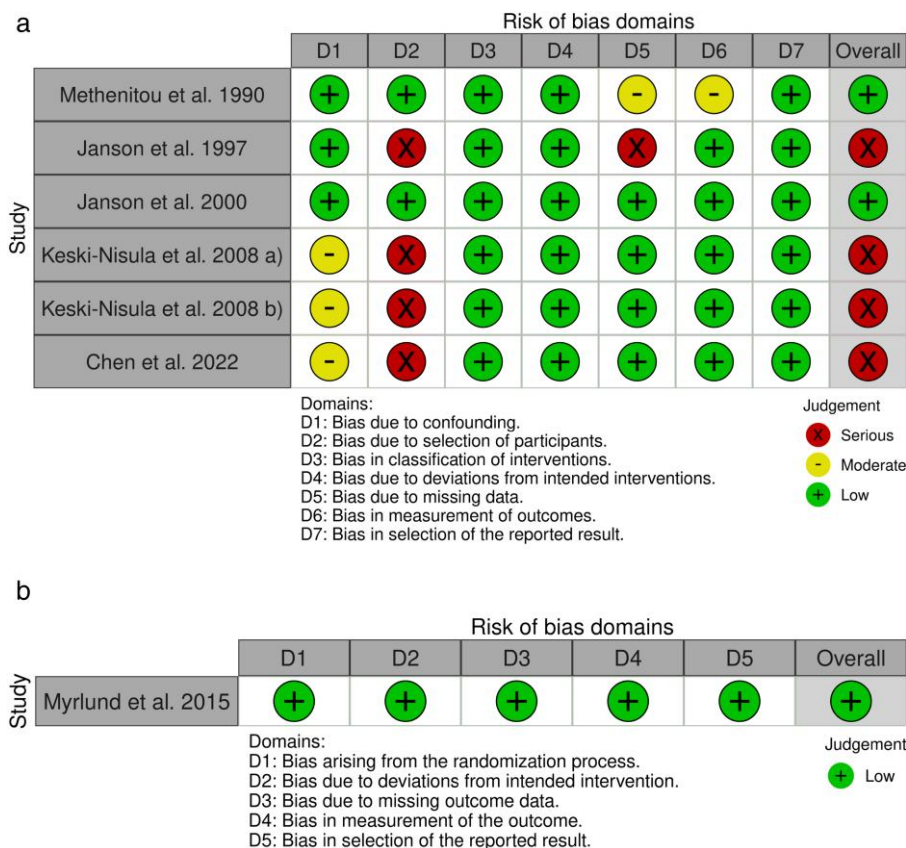 a
Risk of bias domains
D1 D2 D3 D4 D5 D6 D7 Overall
Study
Methenitou et al. 1990 + + + + - - + +
Janson et al. 1997 + X + + X + + X
Janson et al. 2000 + + + + + + + +
Keski-Nisula et al. 2008 a) - X + + + + + X
Keski-Nisula et al. 2008 b) - X + + + + + X
Chen et al. 2022 - X + + + + + X
Domains:
D1: Bias due to confounding.
D2: Bias due to selection of participants.
D3: Bias in classification of interventions.
D4: Bias due to deviations from intended interventions.
D5: Bias due to missing data.
D6: Bias in measurement of outcomes.
D7: Bias in selection of the reported result.
Judgement
X Serious
- Moderate
+ Low
b
Risk of bias domains
D1 D2 D3 D4 D5 Overall
Study
Myrlund et al. 2015 + + + + + +
Domains:
D1: Bias arising from the randomization process.
D2: Bias due to deviations from intended intervention.
D3: Bias due to missing outcome data.
D4: Bias in measurement of the outcome.
D5: Bias in selection of the reported result.
Judgement
+ Low